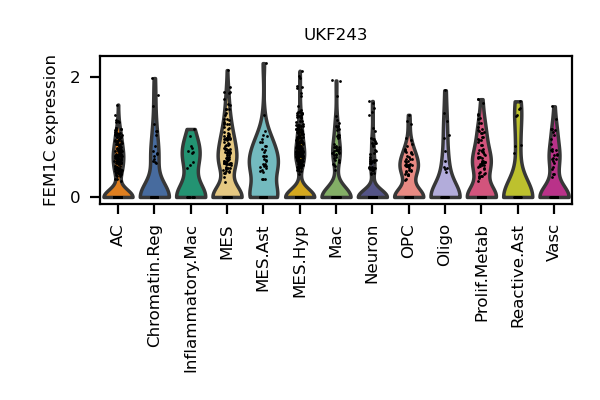 UKF243
FEM1C expression
2
0
AC
Chromatin.Reg
Inflammatory.Mac
MES
MES.Ast
MES.Hyp
Mac
Neuron
OPC
Oligo
Prolif.Metab
Reactive.Ast
Vasc